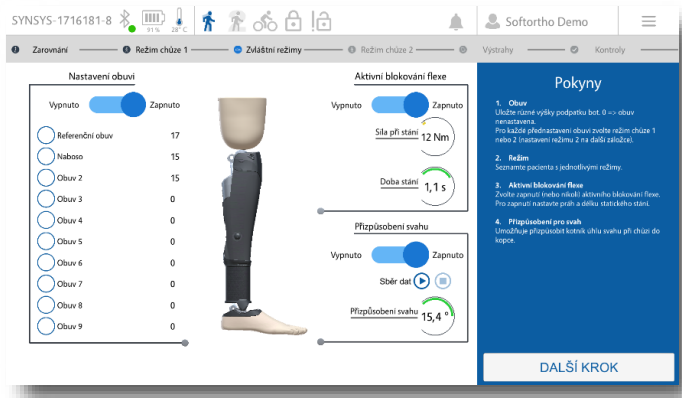 SYNSYS-1716181-8
91%
28° C
Softortho Demo
Zarovnání
Režim chůze 1
Zvláštní režimy
Režim chůze 2
Výstrahy
Kontroly
Nastavení obuvi
Vypnuto
Zapnuto
Referenční obuv 17
Naboso 15
Obuv 2 15
Obuv 3 0
Obuv 4 0
Obuv 5 0
Obuv 6 0
Obuv 7 0
Obuv 8 0
Obuv 9 0
Aktivní blokování flexe
Vypnuto
Zapnuto
Síla při stání 12 Nm
Doba stání 1,1 s
Přizpůsobení svahu
Vypnuto
Zapnuto
Sběr dat
Přizpůsobení svahu 15,4 °
Pokyny
1. Obuv
Uložte různé výšky podpatku bot. 0 => obuv
nenastavena.
Pro každé přednastavení obuvi zvolte režim chůze 1
nebo 2 (nastavení režimu 2 na další záložce).
2. Režim
Seznamte pacienta s jednotlivými režimy.
3. Aktivní blokování flexe
Zvolte zapnutí (nebo nikoli) aktivního blokování flexe.
Pro zapnutí nastavte práh a délku statického stání.
4. Přizpůsobení pro svah
Umožňuje přizpůsobit kotník úhlu svahu při chůzi do
kopce.
DALŠÍ KROK